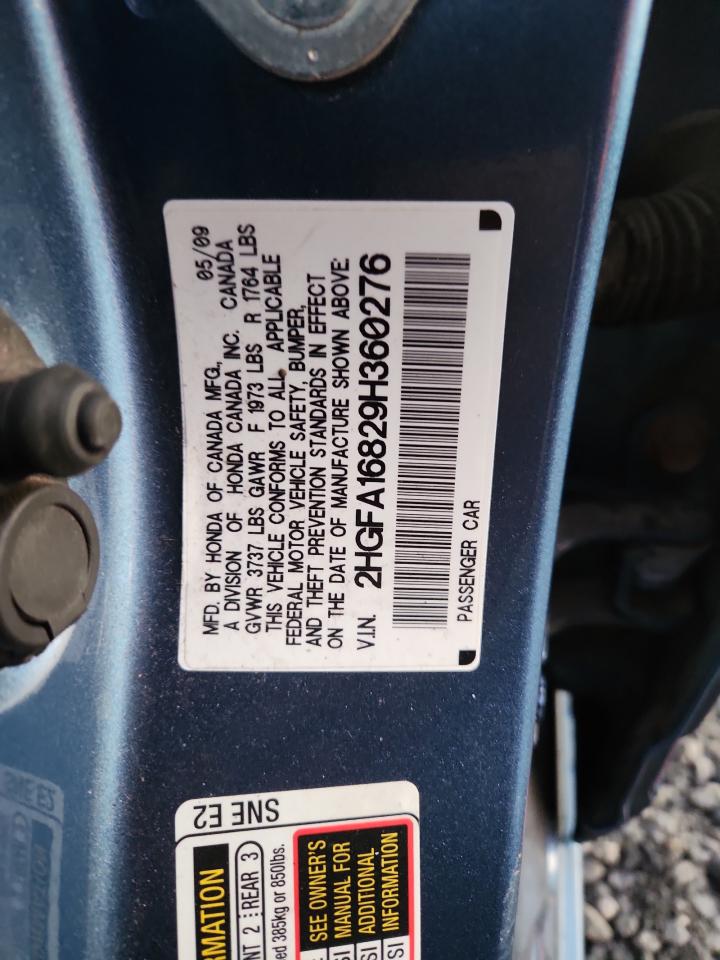 MFD. BY HONDA OF CANADA MFG., 05/09
A DIVISION OF HONDA CANADA INC. CANADA
GVWR 3737 LBS GAWR F 1973 LBS R 1764 LBS
THIS VEHICLE CONFORMS TO ALL APPLICABLE
FEDERAL MOTOR VEHICLE SAFETY, BUMPER,
AND THEFT PREVENTION STANDARDS IN EFFECT
ON THE DATE OF MANUFACTURE SHOWN ABOVE.
V.I.N. 2HGFA16829H360276
PASSENGER CAR
SNE E2
REAR 3
385kg or 850lbs.
SEE OWNER'S
MANUAL FOR
ADDITIONAL
INFORMATION